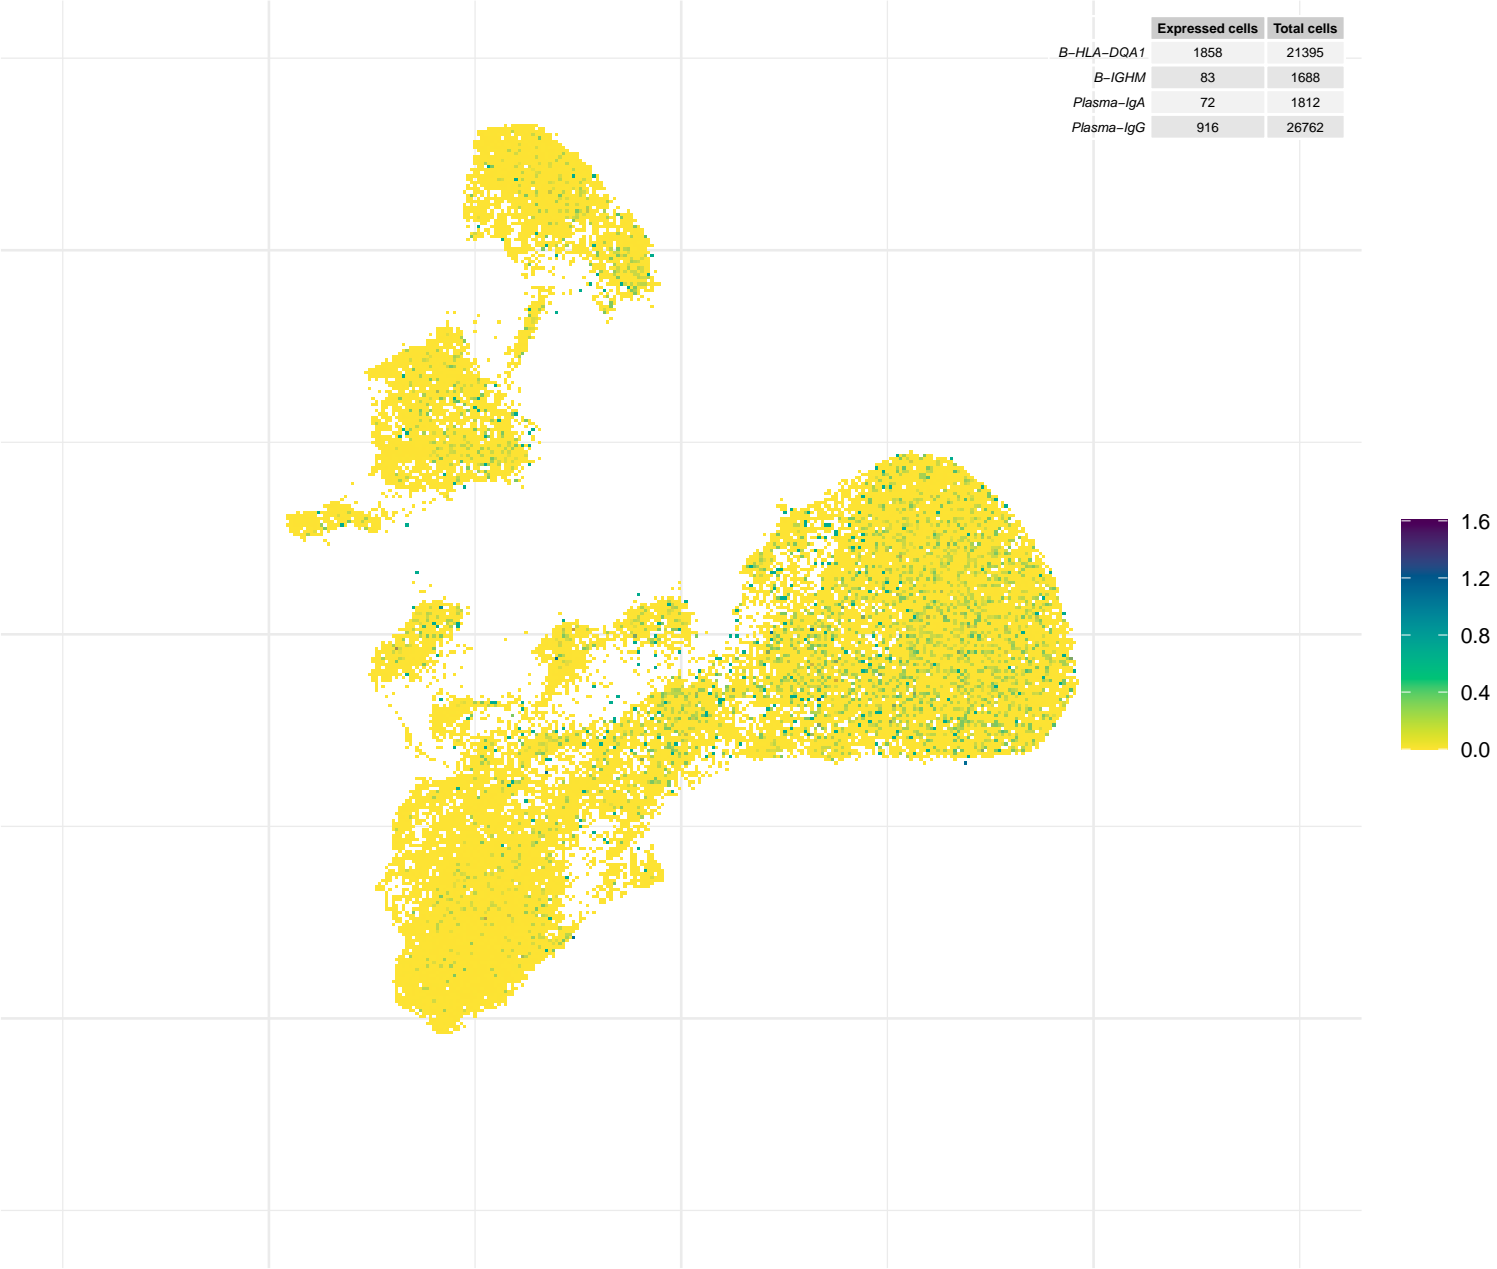 Expressed cells Total cells
B−HLA−DQA1 1858 21395
B−IGHM 83 1688
Plasma−IgA 72 1812
Plasma−IgG 916 26762
1.6
1.2
0.8
0.4
0.0